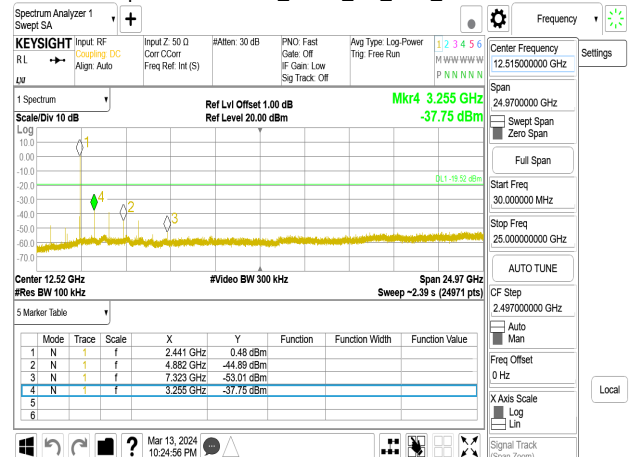 Spectrum Analyzer 1
Swept SA
Frequency
KEYSIGHT
RL
Input: RF
Coupling: DC
Align: Auto
Input Z: 50 Ω
Corr CCorr
Freq Ref: Int (S)
#Atten: 30 dB
PNO: Fast
Gate: Off
IF Gain: Low
Sig Track: Off
Avg Type: Log-Power
Trig: Free Run
1 2 3 4 5 6
M W W W W W
P N N N N N
LXI
1 Spectrum
Scale/Div 10 dB
Ref Lvl Offset 1.00 dB
Ref Level 20.00 dBm
Mkr4 3.255 GHz
-37.75 dBm
Log
10.0
0.00
-10.0
-20.0
-30.0
-40.0
-50.0
-60.0
-70.0
1
4
2
3
DL1 -19.52 dBm
Center 12.52 GHz
#Res BW 100 kHz
#Video BW 300 kHz
Span 24.97 GHz
Sweep ~2.39 s (24971 pts)
5 Marker Table
Mode Trace Scale X Y Function Function Width Function Value
1 N 1 f 2.441 GHz 0.48 dBm
2 N 1 f 4.882 GHz -44.89 dBm
3 N 1 f 7.323 GHz -53.01 dBm
4 N 1 f 3.255 GHz -37.75 dBm
5
6
?
Mar 13, 2024
10:24:56 PM
Center Frequency
12.515000000 GHz
Span
24.9700000 GHz
Swept Span
Zero Span
Full Span
Start Freq
30.000000 MHz
Stop Freq
25.000000000 GHz
AUTO TUNE
CF Step
2.497000000 GHz
Auto
Man
Freq Offset
0 Hz
X Axis Scale
Log
Lin
Signal Track
(Span Zoom)
Settings
Local